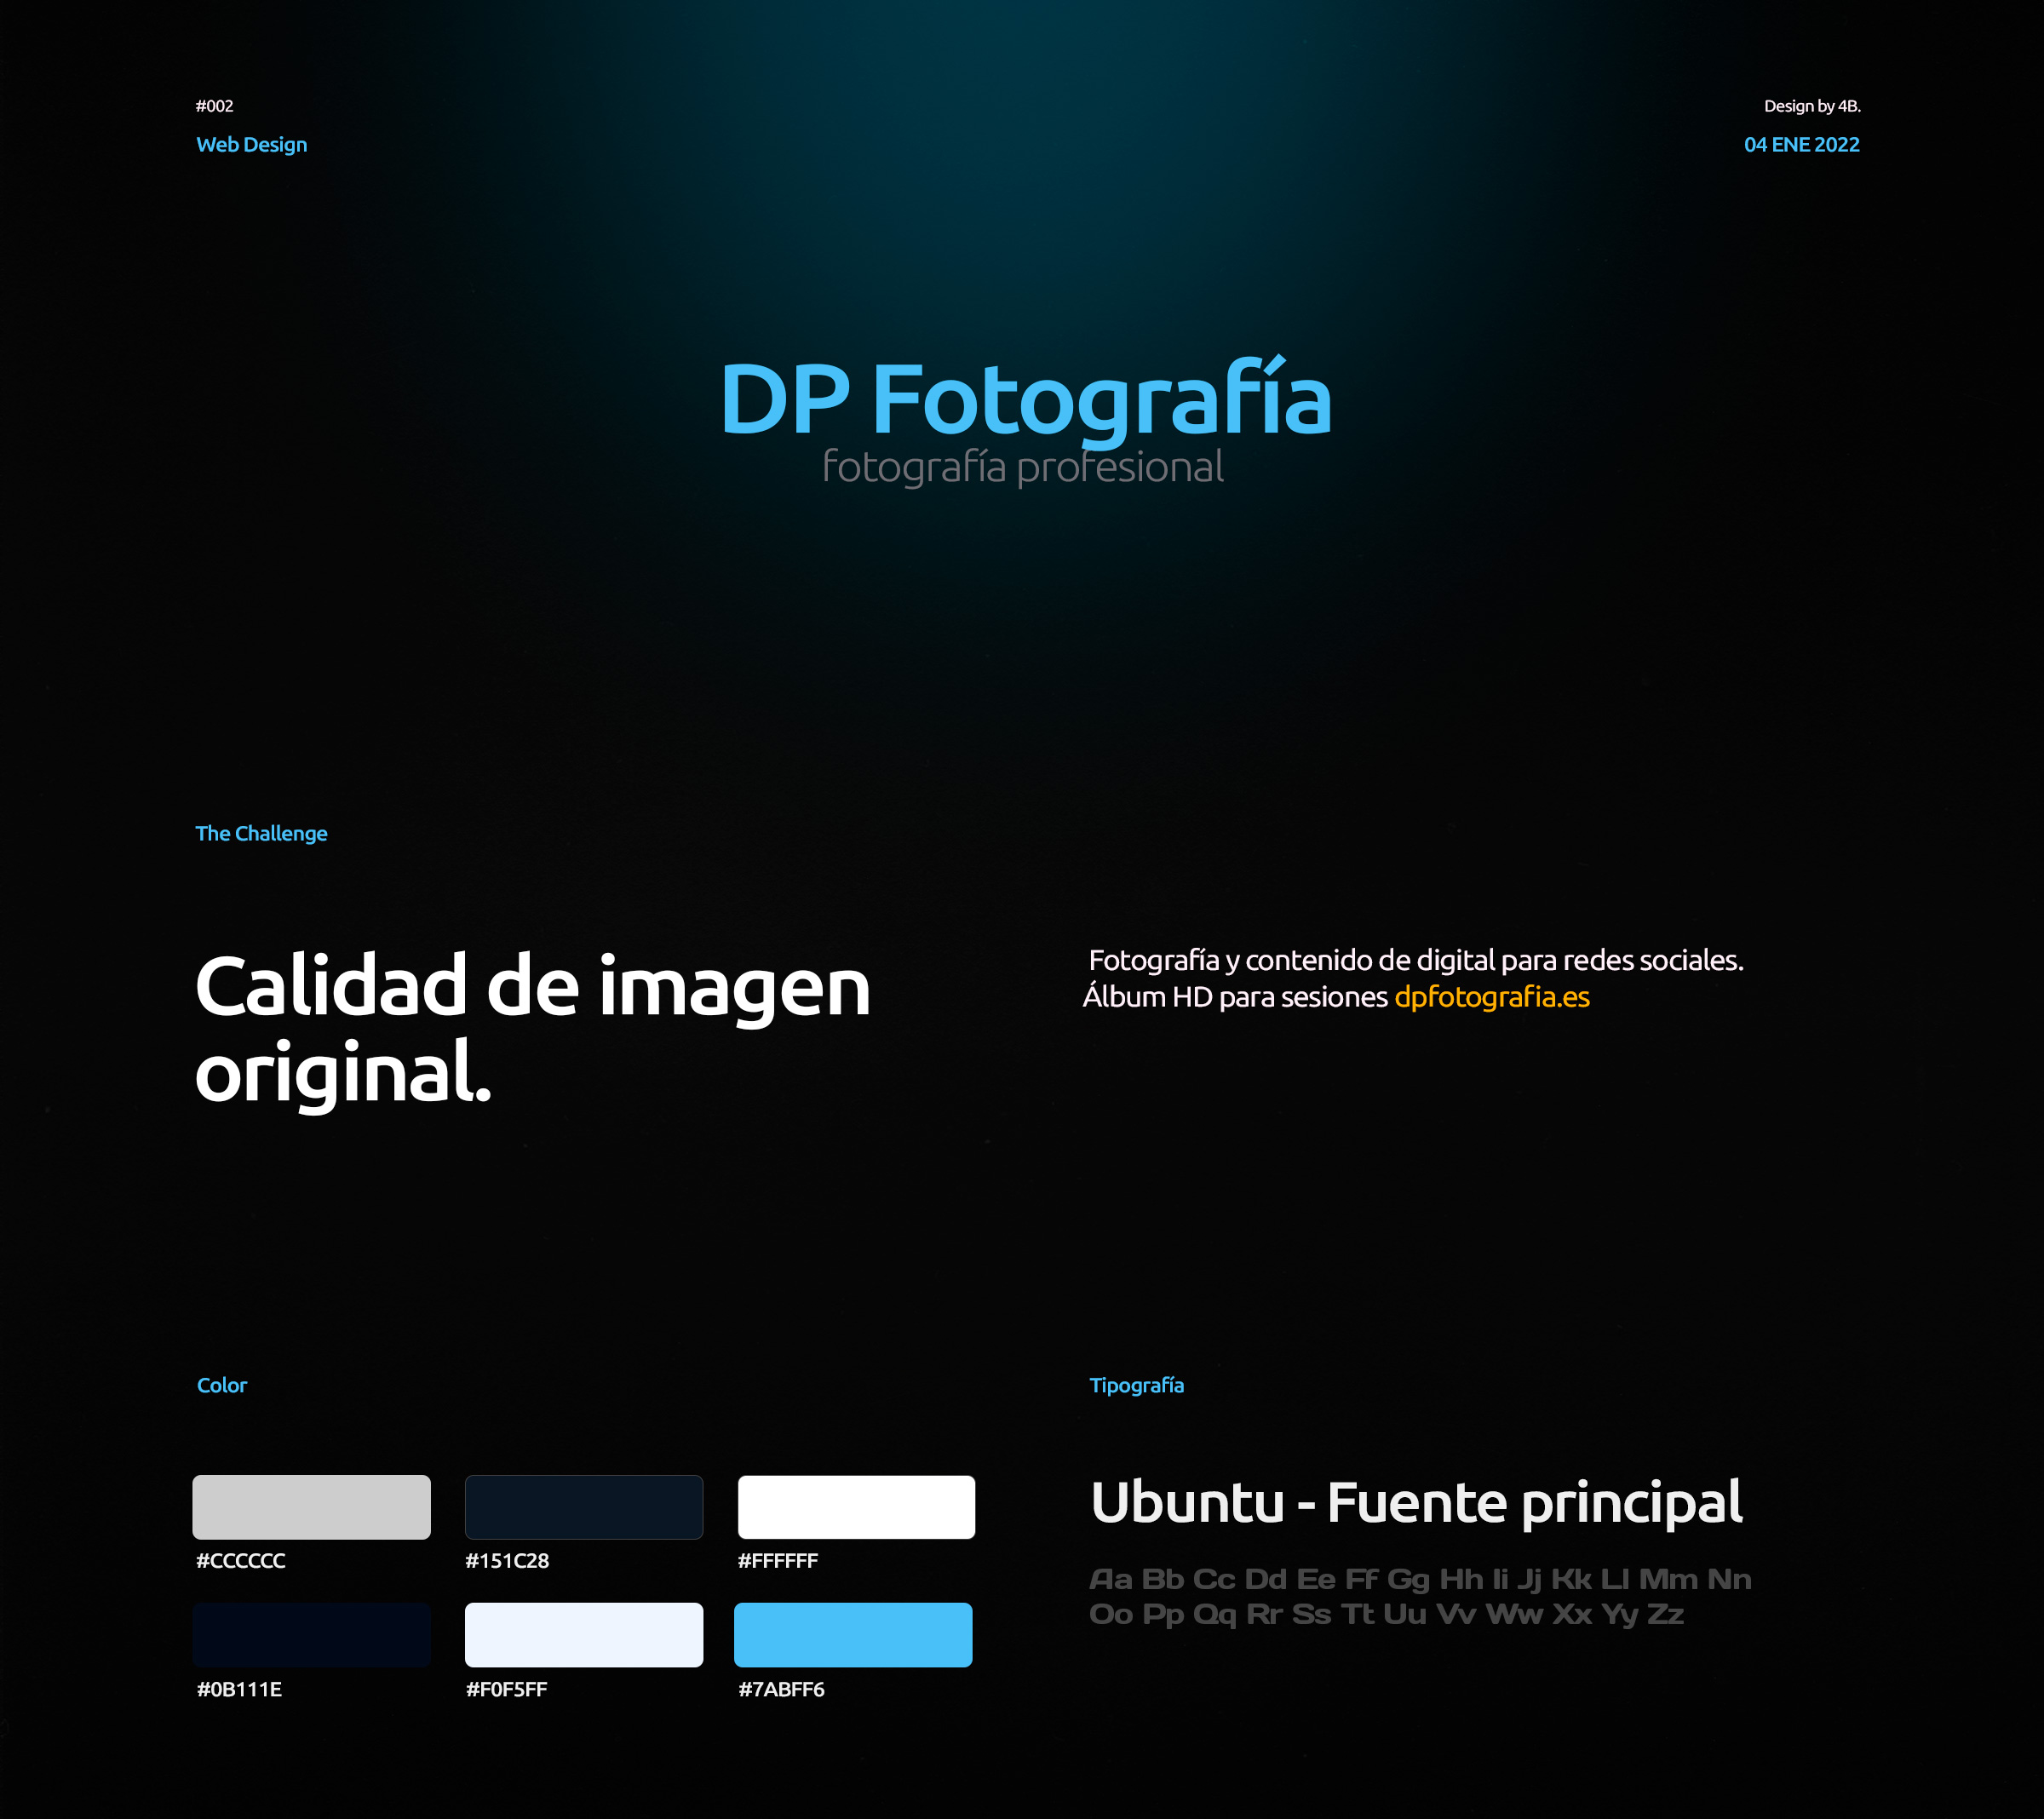 #002
Design by 4B.
Web Design
04 ENE 2022
DP Fotografía
fotografía profesional
The Challenge
Calidad de imagen
original.
Fotografía y contenido de digital para redes sociales.
Álbum HD para sesiones dpfotografia.es
Color
#CCCCCC
#151C28
#FFFFFF
#0B111E
#F0F5FF
#7ABFF6
Tipografía
Ubuntu - Fuente principal
Aa Bb Cc Dd Ee Ff Gg Hh Ii Jj Kk Ll Mm Nn
Oo Pp Qq Rr Ss Tt Uu Vv Ww Xx Yy Zz